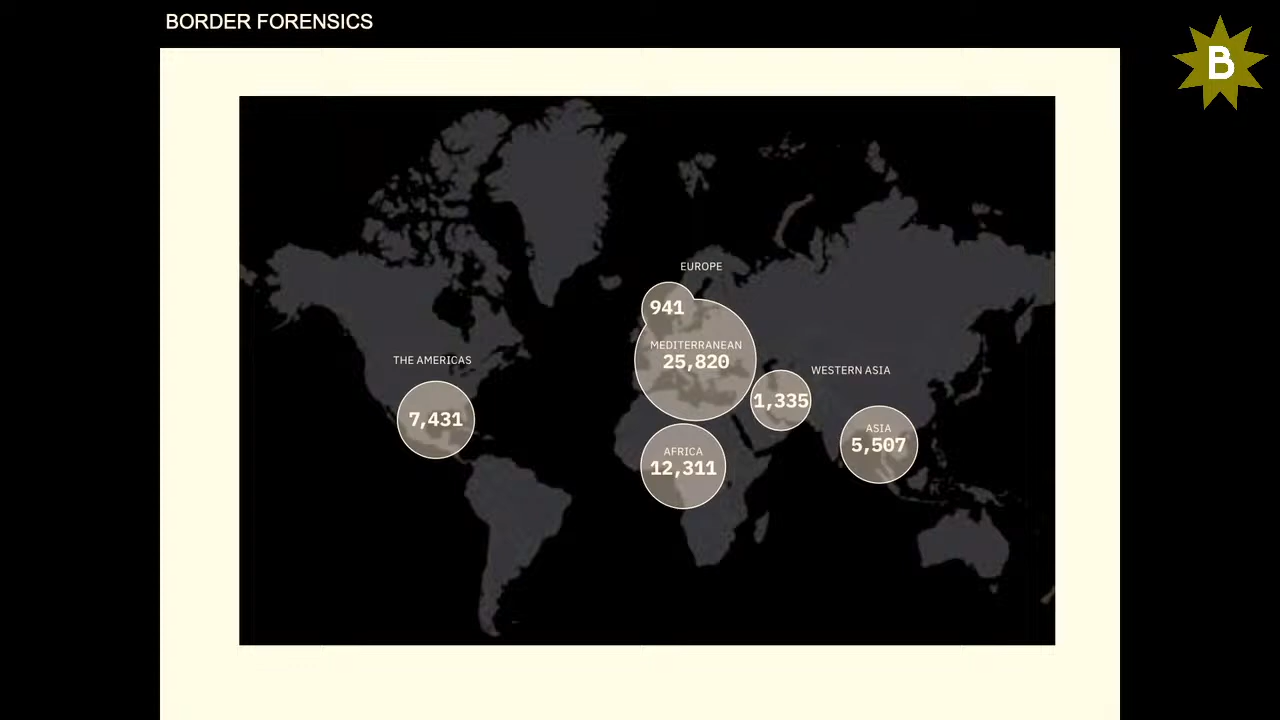 BORDER FORENSICS
B
EUROPE
941
MEDITERRANEAN
25,820
THE AMERICAS
7,431
WESTERN ASIA
1,335
ASIA
5,507
AFRICA
12,311